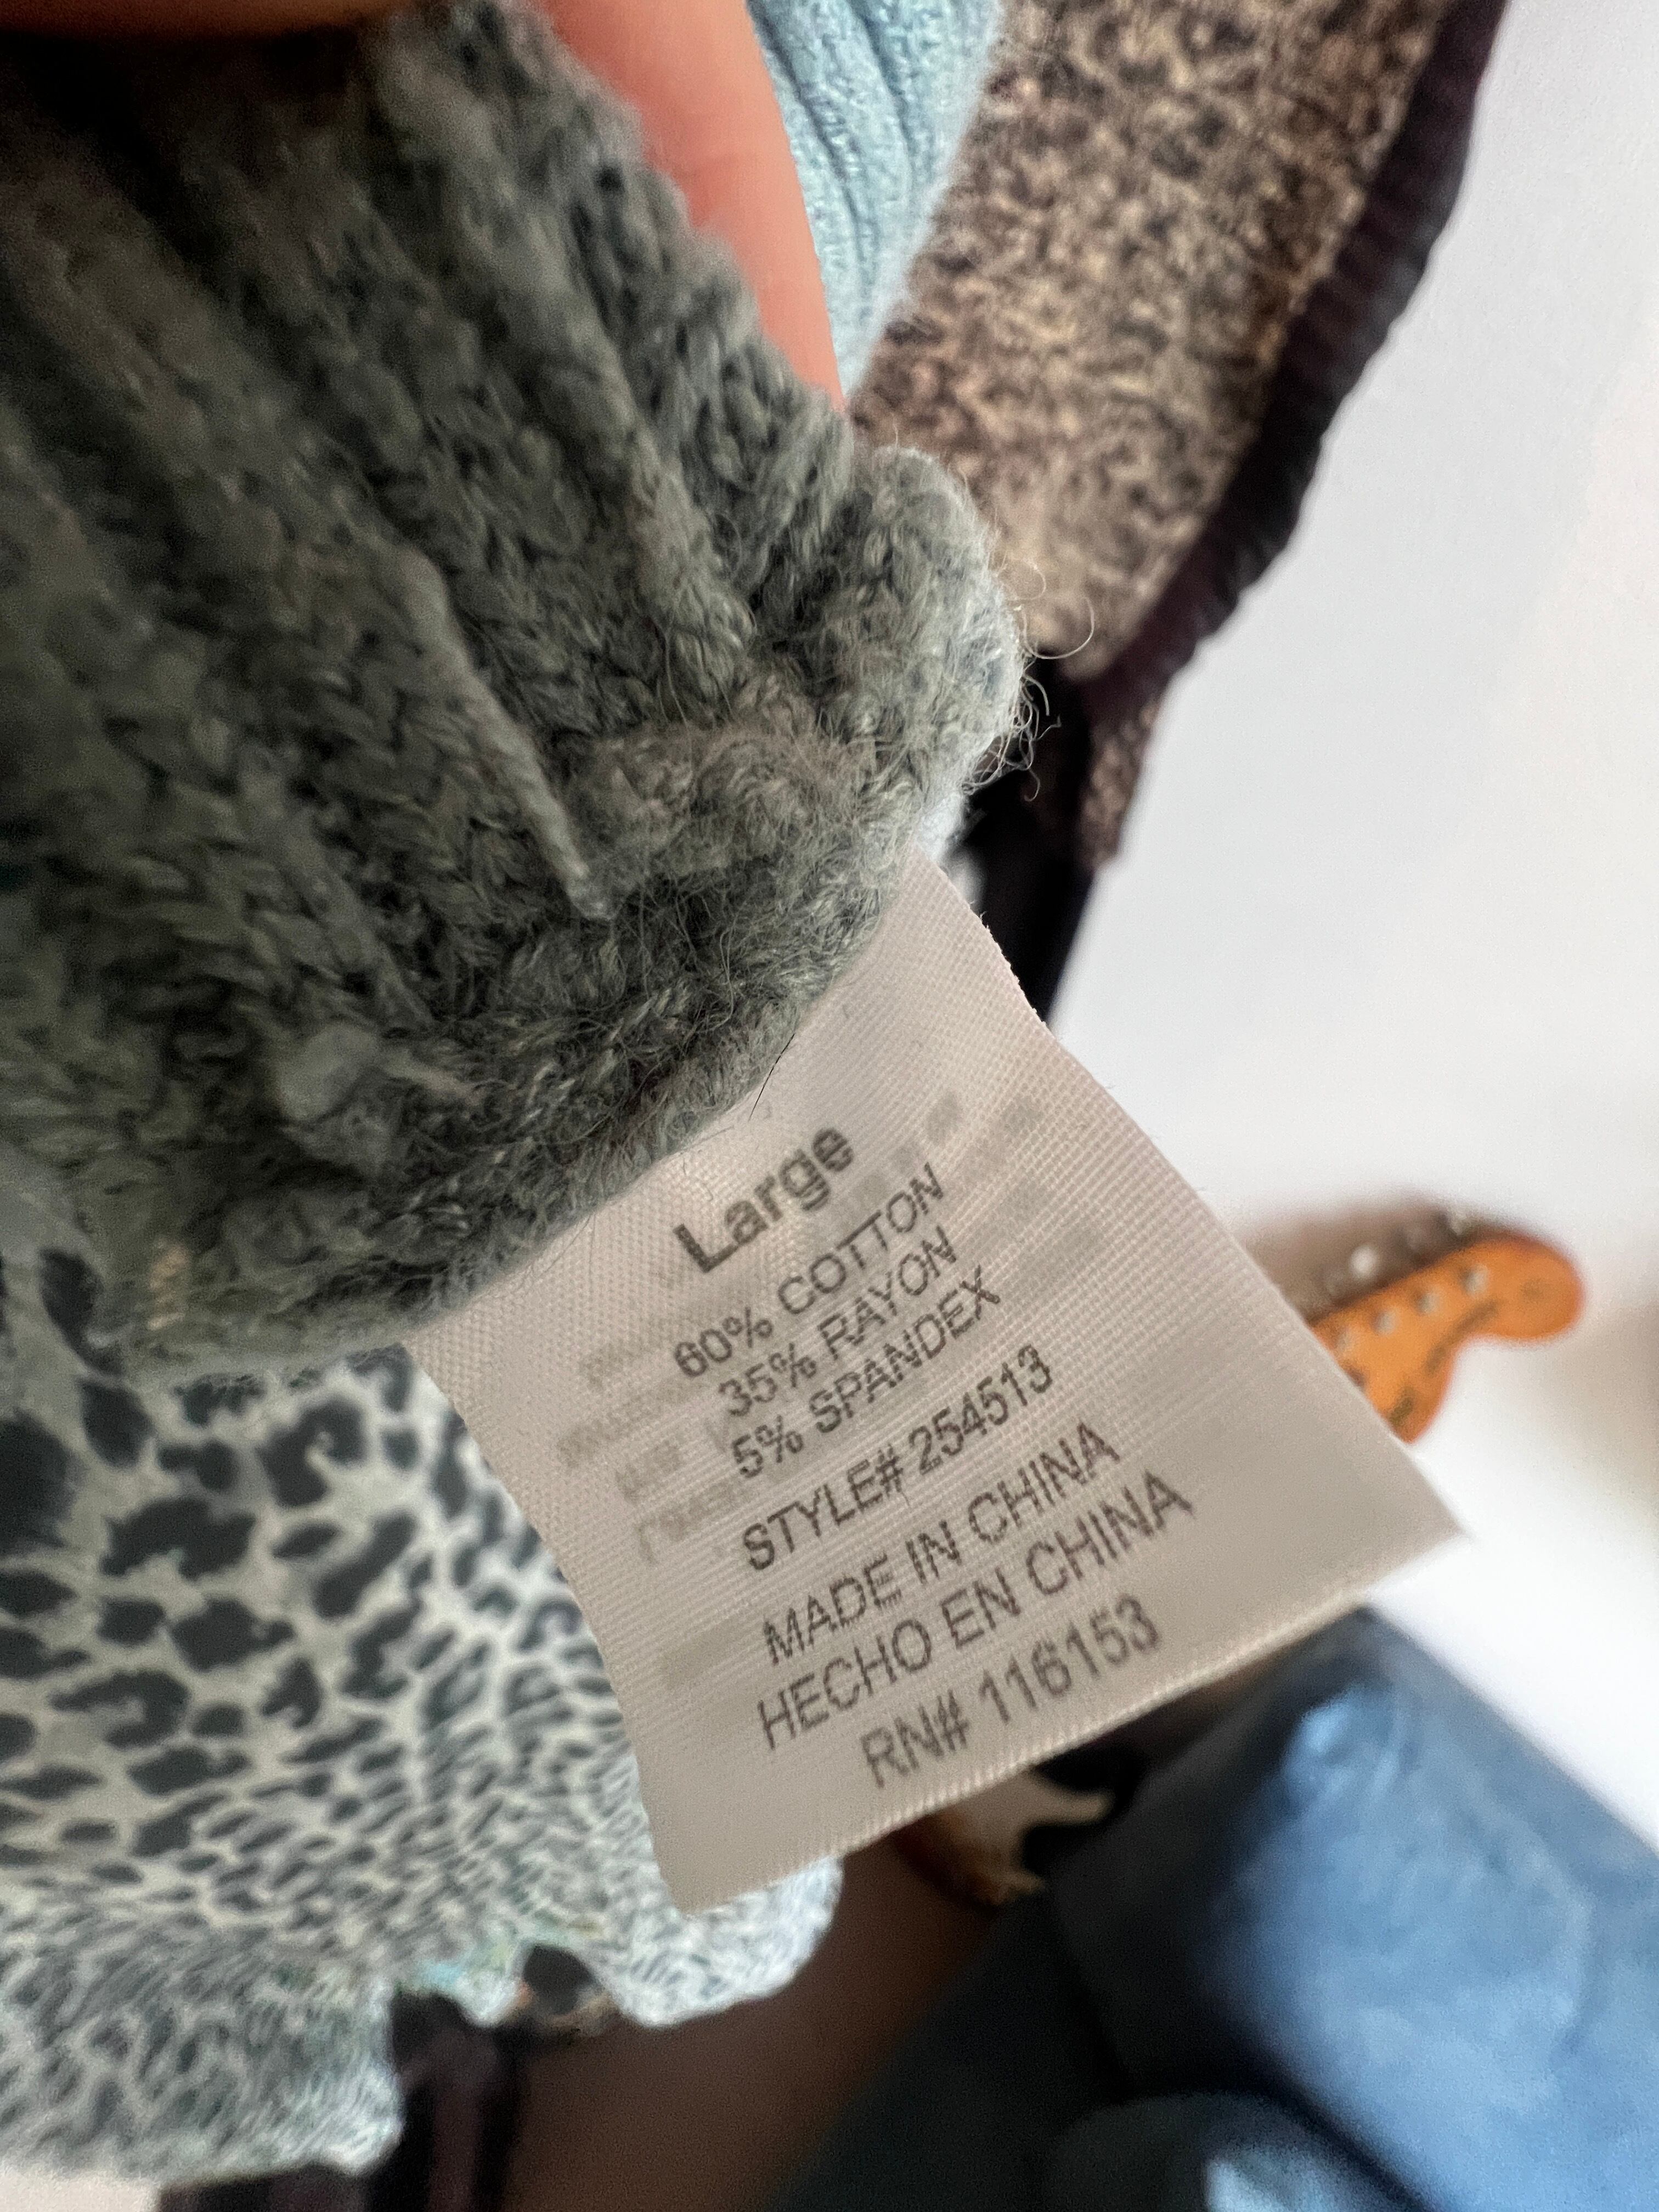 Large
60% COTTON
35% RAYON
5% SPANDEX
STYLE# 254513
MADE IN CHINA
HECHO EN CHINA
RN# 116153